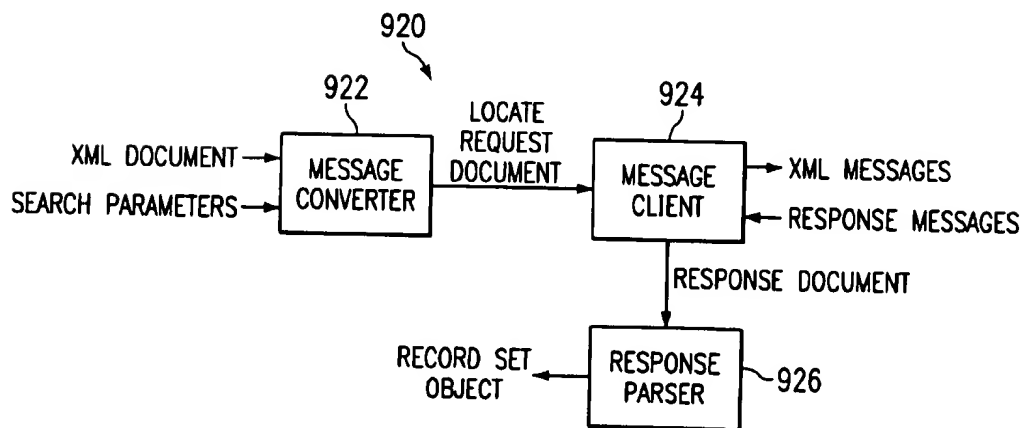 920
922
924
LOCATE
REQUEST
DOCUMENT
XML DOCUMENT
SEARCH PARAMETERS
MESSAGE
CONVERTER
MESSAGE
CLIENT
XML MESSAGES
RESPONSE MESSAGES
RESPONSE DOCUMENT
RECORD SET
OBJECT
RESPONSE
PARSER
926